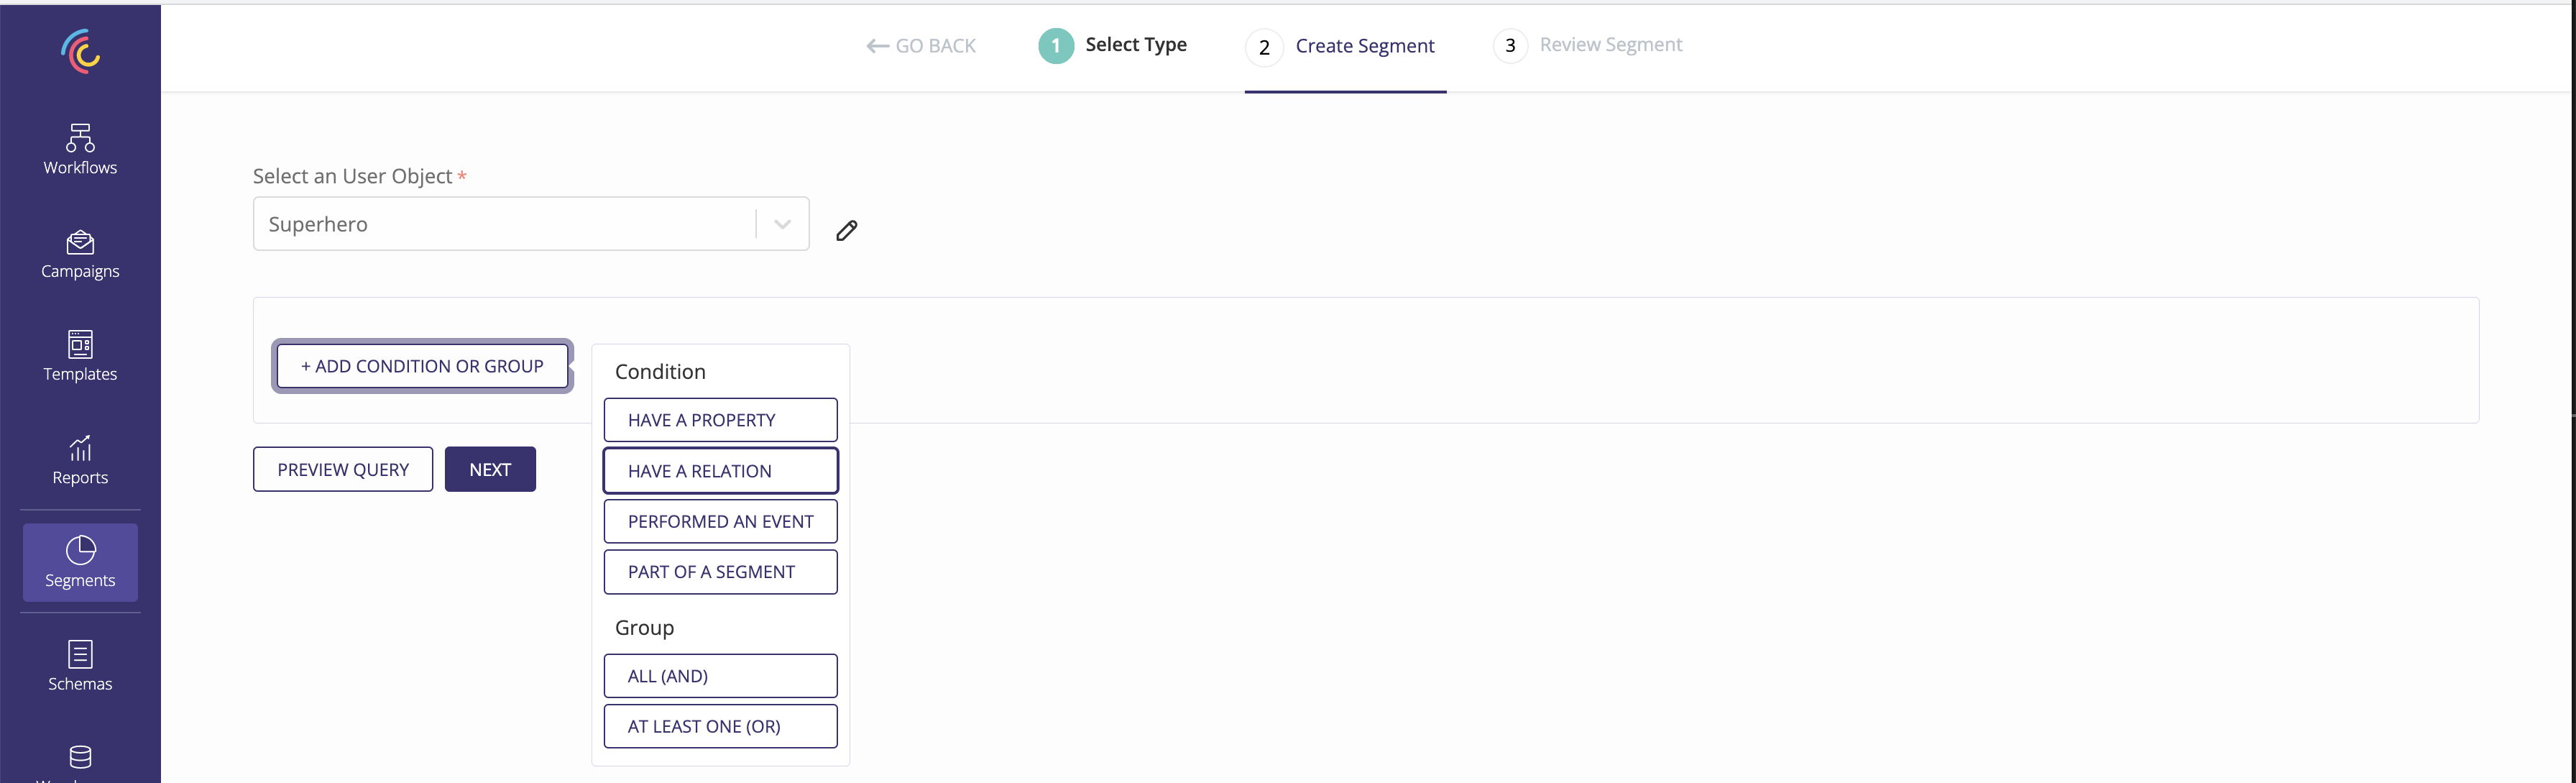 GO BACK
1 Select Type
2 Create Segment
3 Review Segment
Workflows
Campaigns
Templates
Reports
Segments
Schemas
Select an User Object *
Superhero
+ ADD CONDITION OR GROUP
Condition
HAVE A PROPERTY
HAVE A RELATION
PERFORMED AN EVENT
PART OF A SEGMENT
Group
ALL (AND)
AT LEAST ONE (OR)
PREVIEW QUERY
NEXT